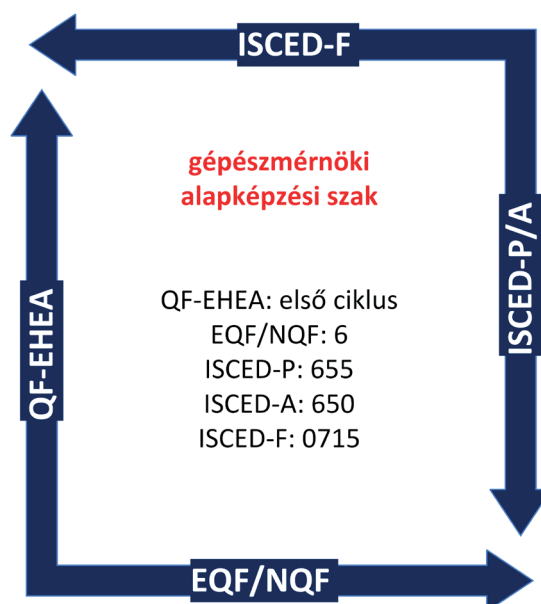 ISCED-F
gépészmérnöki
alapképzési szak
ISCED-P/A
QF-EHEA
QF-EHEA: első ciklus
EQF/NQF: 6
ISCED-P: 655
ISCED-A: 650
ISCED-F: 0715
EQF/NQF